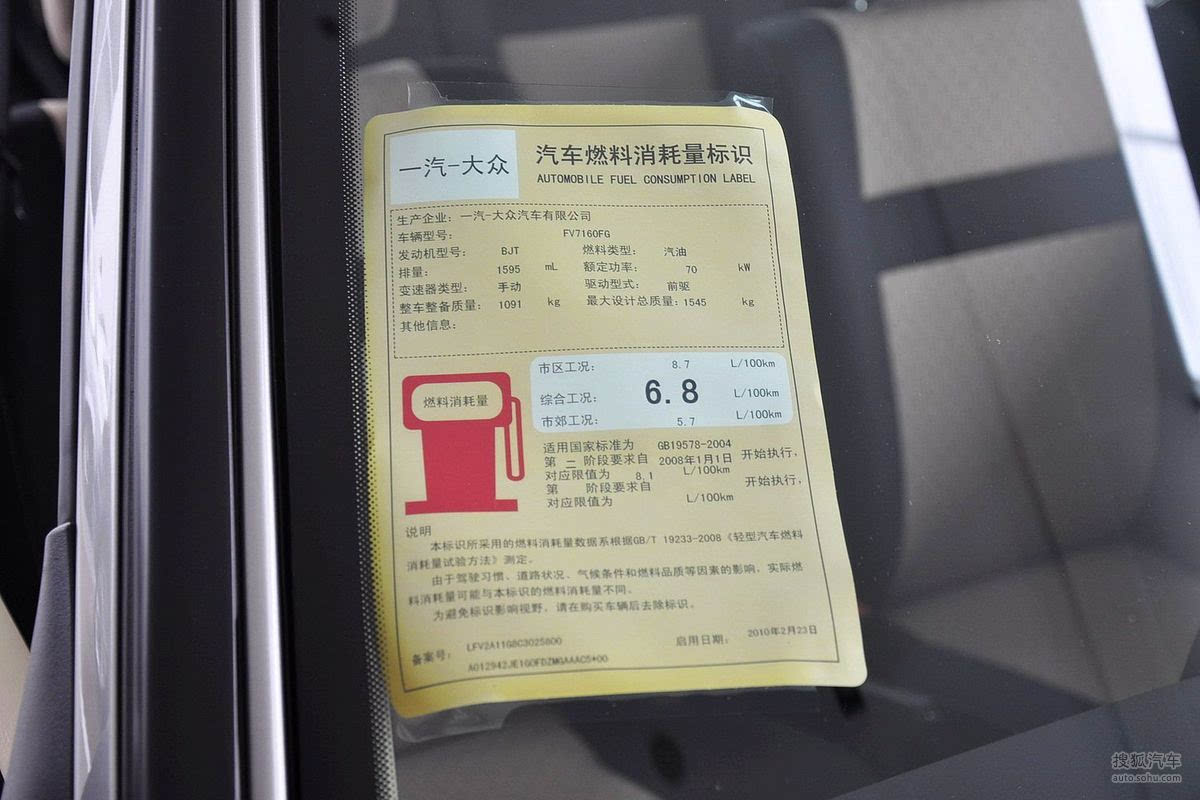 一汽-大众
汽车燃料消耗量标识
AUTOMOBILE FUEL CONSUMPTION LABEL
生产企业: 一汽-大众汽车有限公司
车辆型号: FV7160FG
发动机型号: BJT 燃料类型: 汽油
排量: 1595 mL 额定功率: 70 kW
变速器类型: 手动 驱动型式: 前驱
整车整备质量: 1091 kg 最大设计总质量: 1545 kg
其他信息:
燃料消耗量
市区工况: 8.7 L/100km
综合工况: 6.8 L/100km
市郊工况: 5.7 L/100km
适用国家标准为 GB19578-2004
第 二 阶段要求自 2008年1月1日 开始执行,
对应限值为 8.1 L/100km
第 阶段要求自 开始执行,
对应限值为 L/100km
说明
本标识所采用的燃料消耗量数据系根据GB/T 19233-2008《轻型汽车燃料
消耗量试验方法》测定。
由于驾驶习惯、道路状况、气候条件和燃料品质等因素的影响, 实际燃
料消耗量可能与本标识的燃料消耗量不同。
为避免标识影响视野, 请在购买车辆后去除标识。
备案号: LFV2A11G8C3025800 启用日期: 2010年2月23日
A012942JE1G0FDZMGAAAC5*00
搜狐汽车
auto.sohu.com